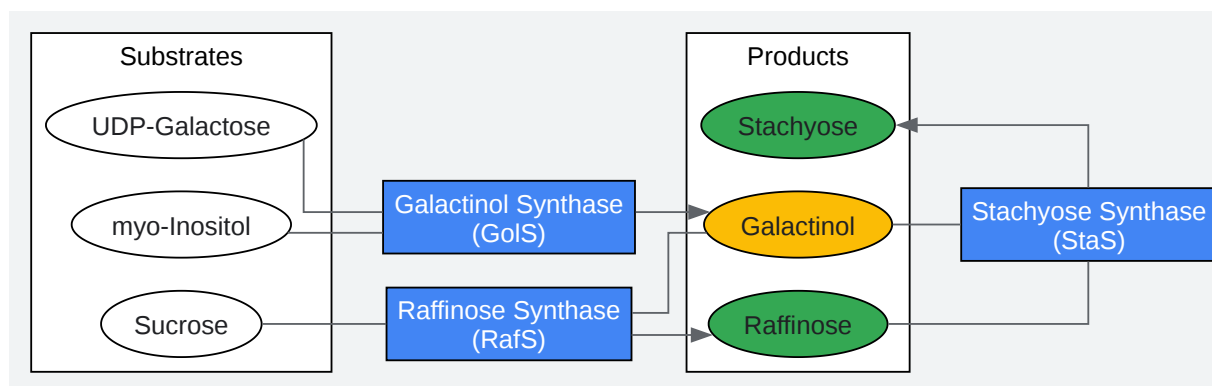 Substrates
UDP-Galactose
myo-Inositol
Sucrose
Galactinol Synthase
(GolS)
Raffinose Synthase
(RafS)
Products
Stachyose
Galactinol
Raffinose
Stachyose Synthase
(StaS)